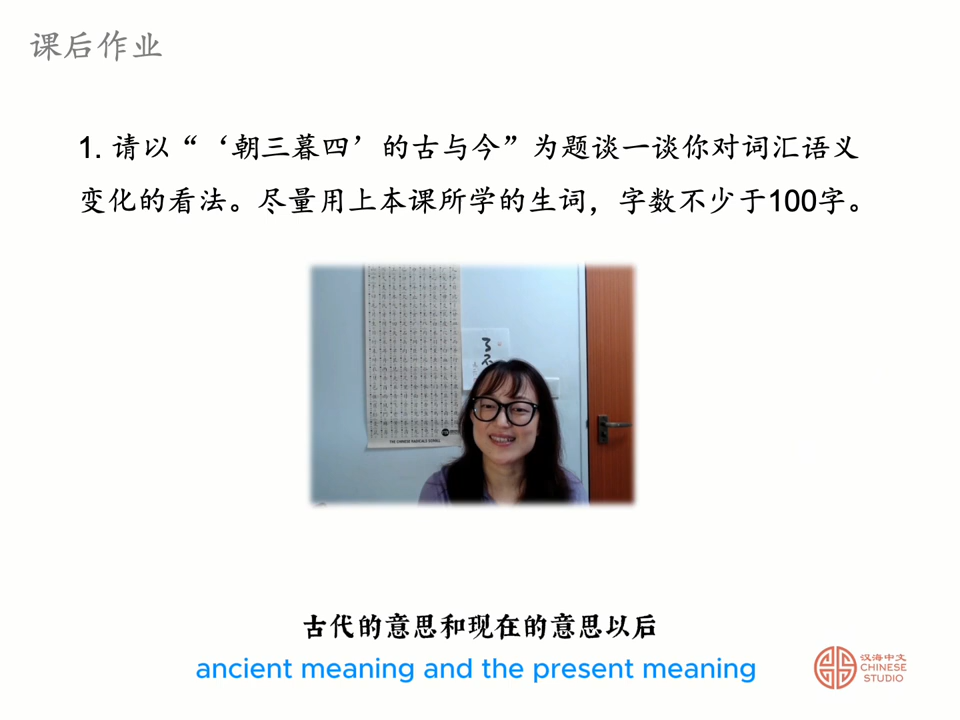 课后作业
1. 请以“‘朝三暮四’的古与今”为题谈一谈你对词汇语义
变化的看法。尽量用上本课所学的生词，字数不少于100字。
THE CHINESE RADICALS SCROLL
古代的意思和现在的意思以后
ancient meaning and the present meaning
汉海中文
CHINESE
STUDIO